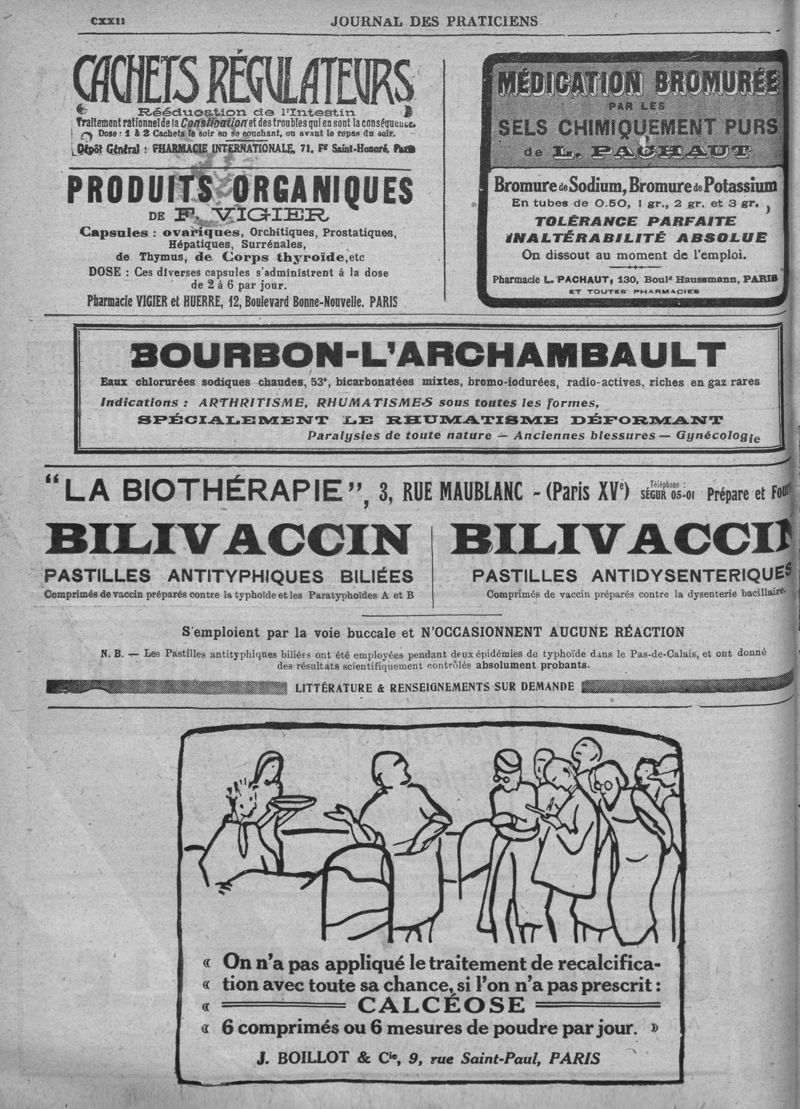 CXXII
JOURNAL DES PRATICIENS
CACHETS RÉGULATEURS
Rééducation de l'Intestin
Traitement rationnel de la Constipation et des troubles qui en sont la conséquence
Dose : 1 à 2 Cachets le soir en se couchant, ou avant le repas du soir.
Dépôt Général : PHARMACIE INTERNATIONALE, 71, Fg Saint-Honoré, Paris
PRODUITS ORGANIQUES
DE F. VIGIER
Capsules : ovariques, Orchitiques, Prostatiques,
Hépatiques, Surrénales,
de Thymus, de Corps thyroïde, etc
DOSE : Ces diverses capsules s'administrent à la dose
de 2 à 6 par jour.
Pharmacie VIGIER et HUERRE, 12, Boulevard Bonne-Nouvelle. PARIS
MÉDICATION BROMURÉE
PAR LES
SELS CHIMIQUEMENT PURS
de L. PACHAUT
Bromure de Sodium, Bromure de Potassium
En tubes de 0.50, 1 gr., 2 gr. et 3 gr.
TOLÉRANCE PARFAITE
INALTÉRABILITÉ ABSOLUE
On dissout au moment de l'emploi.
Pharmacie L. PACHAUT, 130, Bould Haussmann, PARIS
ET TOUTES PHARMACIES
BOURBON-L'ARCHAMBAULT
Eaux chlorurées sodiques chaudes, 53°, bicarbonatées mixtes, bromo-iodurées, radio-actives, riches en gaz rares
Indications : ARTHRITISME, RHUMATISMES sous toutes les formes,
SPÉCIALEMENT LE RHUMATISME DÉFORMANT
Paralysies de toute nature — Anciennes blessures — Gynécologie
"LA BIOTHÉRAPIE", 3, RUE MAUBLANC - (Paris XVe) Téléphone : SÉGUR 05-01 Prépare et Four
BILIVACCIN
PASTILLES ANTITYPHIQUES BILIÉES
Comprimés de vaccin préparés contre la typhoïde et les Paratyphoïdes A et B
BILIVACCIN
PASTILLES ANTIDYSENTERIQUES
Comprimés de vaccin préparés contre la dysenterie bacillaire.
S'emploient par la voie buccale et N'OCCASIONNENT AUCUNE RÉACTION
N. B. — Les Pastilles antityphiques biliées ont été employées pendant deux épidémies de typhoïde dans le Pas-de-Calais, et ont donné
des résultats scientifiquement contrôlés absolument probants.
LITTÉRATURE & RENSEIGNEMENTS SUR DEMANDE
« On n'a pas appliqué le traitement de recalcifica-
« tion avec toute sa chance, si l'on n'a pas prescrit :
« CALCÉOSE
« 6 comprimés ou 6 mesures de poudre par jour. »
J. BOILLOT & Cie, 9, rue Saint-Paul, PARIS